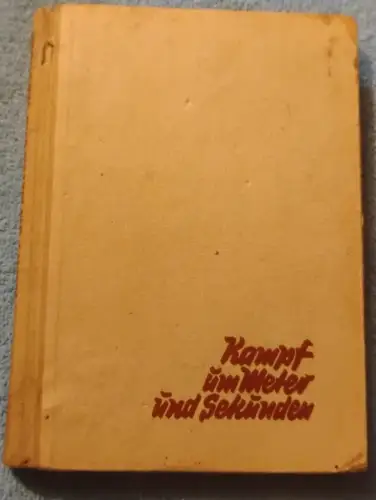 Kampf
um Meter
und Sekunden